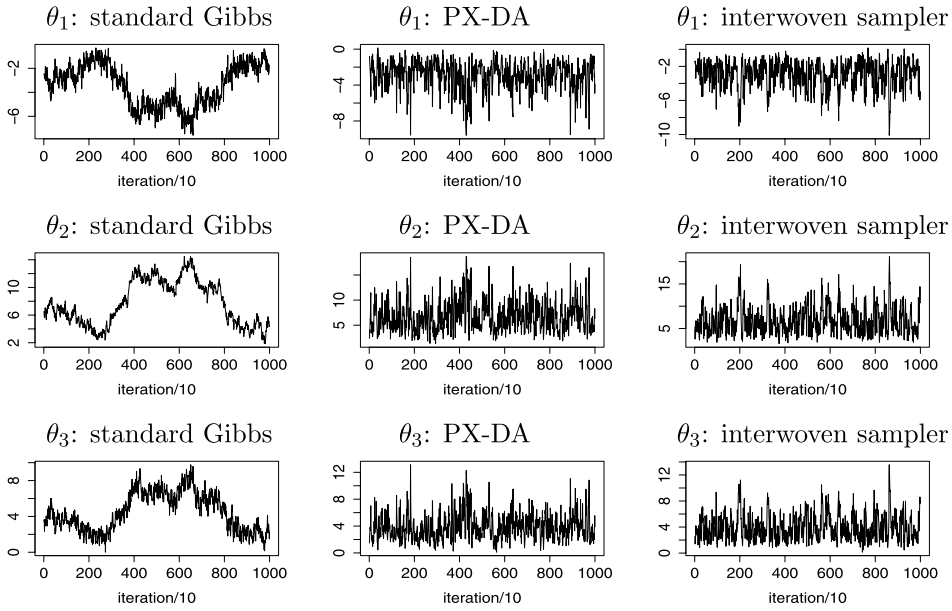 θ1: standard Gibbs
−2
−6
0 200 400 600 800 1000
iteration/10
θ1: PX-DA
0
−4
−8
0 200 400 600 800 1000
iteration/10
θ1: interwoven sampler
−2
−6
−10
0 200 400 600 800 1000
iteration/10
θ2: standard Gibbs
10
6
2
0 200 400 600 800 1000
iteration/10
θ2: PX-DA
10
5
0 200 400 600 800 1000
iteration/10
θ2: interwoven sampler
15
5
0 200 400 600 800 1000
iteration/10
θ3: standard Gibbs
8
4
0
0 200 400 600 800 1000
iteration/10
θ3: PX-DA
12
8
4
0
0 200 400 600 800 1000
iteration/10
θ3: interwoven sampler
12
8
4
0
0 200 400 600 800 1000
iteration/10